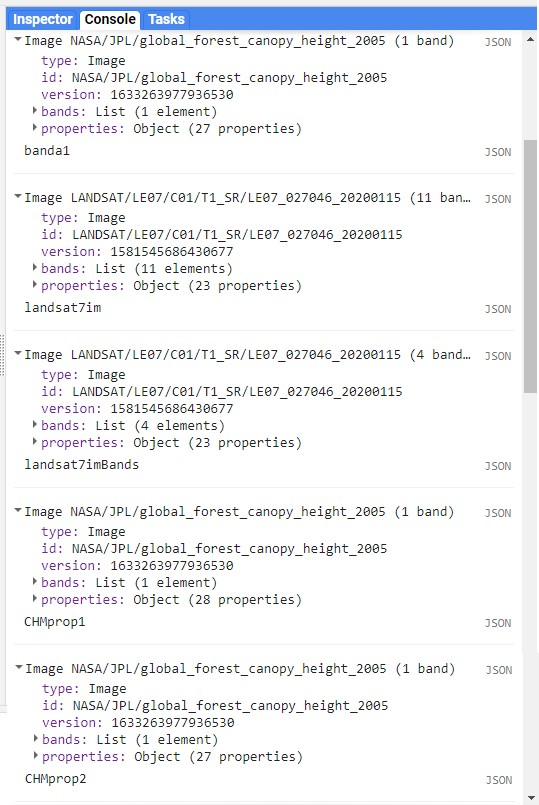 Inspector Console Tasks
Image NASA/JPL/global_forest_canopy_height_2005 (1 band) JSON
type: Image
id: NASA/JPL/global_forest_canopy_height_2005
version: 1633263977936530
bands: List (1 element)
properties: Object (27 properties)
banda1 JSON
Image LANDSAT/LE07/C01/T1_SR/LE07_027046_20200115 (11 ban… JSON
type: Image
id: LANDSAT/LE07/C01/T1_SR/LE07_027046_20200115
version: 1581545686430677
bands: List (11 elements)
properties: Object (23 properties)
landsat7im JSON
Image LANDSAT/LE07/C01/T1_SR/LE07_027046_20200115 (4 band… JSON
type: Image
id: LANDSAT/LE07/C01/T1_SR/LE07_027046_20200115
version: 1581545686430677
bands: List (4 elements)
properties: Object (23 properties)
landsat7imBands JSON
Image NASA/JPL/global_forest_canopy_height_2005 (1 band) JSON
type: Image
id: NASA/JPL/global_forest_canopy_height_2005
version: 1633263977936530
bands: List (1 element)
properties: Object (28 properties)
CHMprop1 JSON
Image NASA/JPL/global_forest_canopy_height_2005 (1 band) JSON
type: Image
id: NASA/JPL/global_forest_canopy_height_2005
version: 1633263977936530
bands: List (1 element)
properties: Object (27 properties)
CHMprop2 JSON